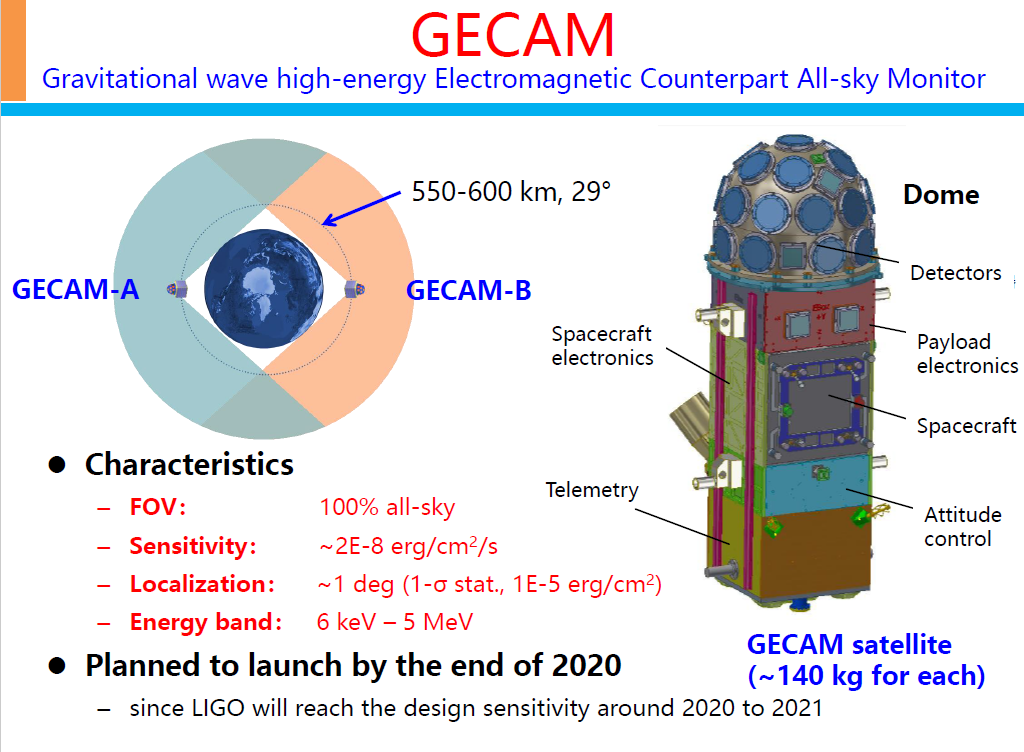 GECAM
Gravitational wave high-energy Electromagnetic Counterpart All-sky Monitor
550-600 km, 29°
GECAM-A
GECAM-B
Dome
Detectors
Spacecraft
electronics
Payload
electronics
Spacecraft
Telemetry
Attitude
control
GECAM satellite
(~140 kg for each)
● Characteristics
– FOV: 100% all-sky
– Sensitivity: ~2E-8 erg/cm²/s
– Localization: ~1 deg (1-σ stat., 1E-5 erg/cm²)
– Energy band: 6 keV – 5 MeV
● Planned to launch by the end of 2020
– since LIGO will reach the design sensitivity around 2020 to 2021